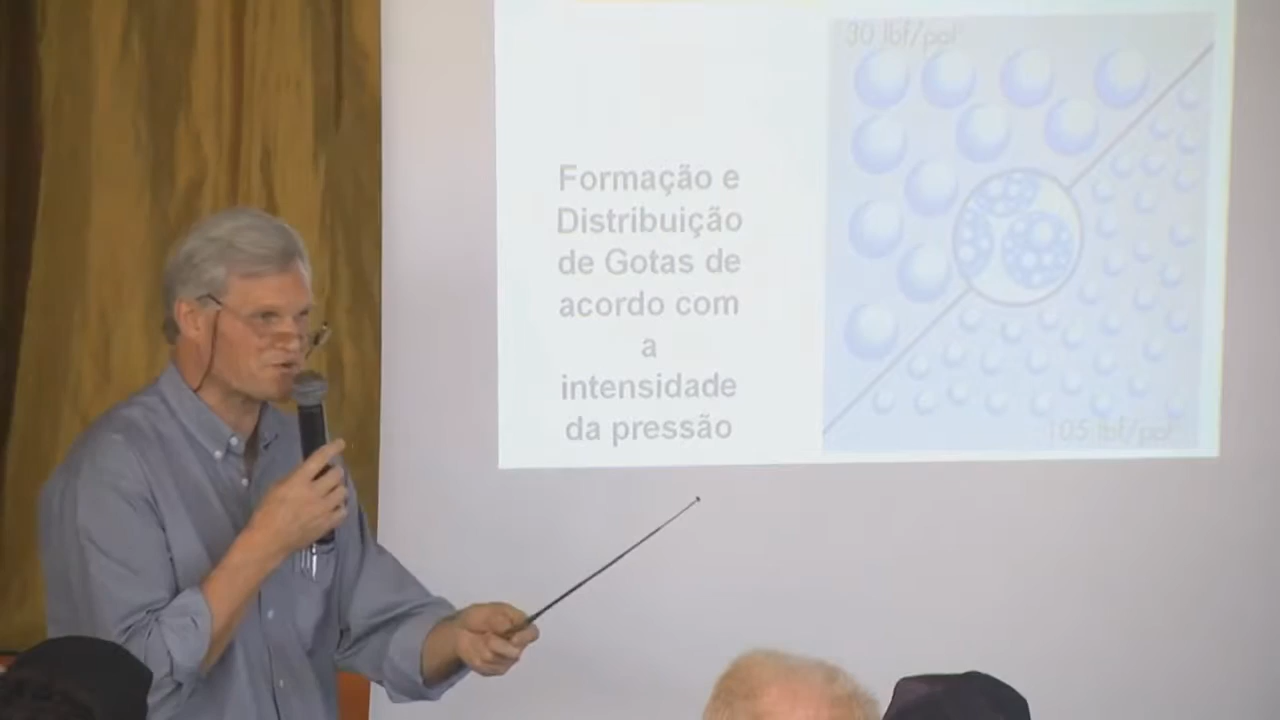 Formação e
Distribuição
de Gotas de
acordo com
a
intensidade
da pressão
30 lbf/pol
105 lbf/pol